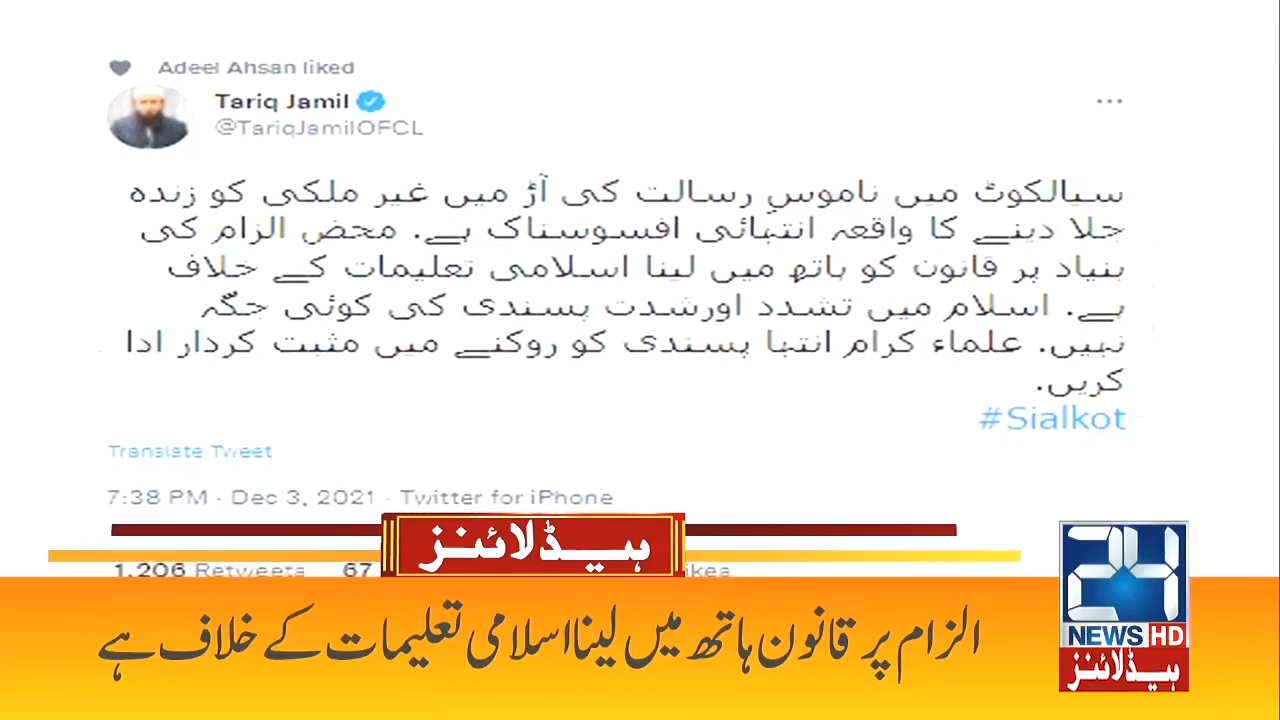 Adeel Ahsan liked
Tariq Jamil
@TariqJamilOFCL
سیالکوٹ میں ناموسِ رسالت کی آڑ میں غیر ملکی کو زندہ
جلا دینے کا واقعہ انتہائی افسوسناک ہے۔ محض الزام کی
بنیاد پر قانون کو ہاتھ میں لینا اسلامی تعلیمات کے خلاف
ہے۔ اسلام میں تشدد اورشدت پسندی کی کوئی جگہ
نہیں۔ علماء کرام انتہا پسندی کو روکنے میں مثبت کردار ادا
کریں۔
#Sialkot
Translate Tweet
7:38 PM · Dec 3, 2021 · Twitter for iPhone
ہیڈلائنز
1,206 Retweets 67
الزام پر قانون ہاتھ میں لینا اسلامی تعلیمات کے خلاف ہے
24
NEWS HD
ہیڈلائنز